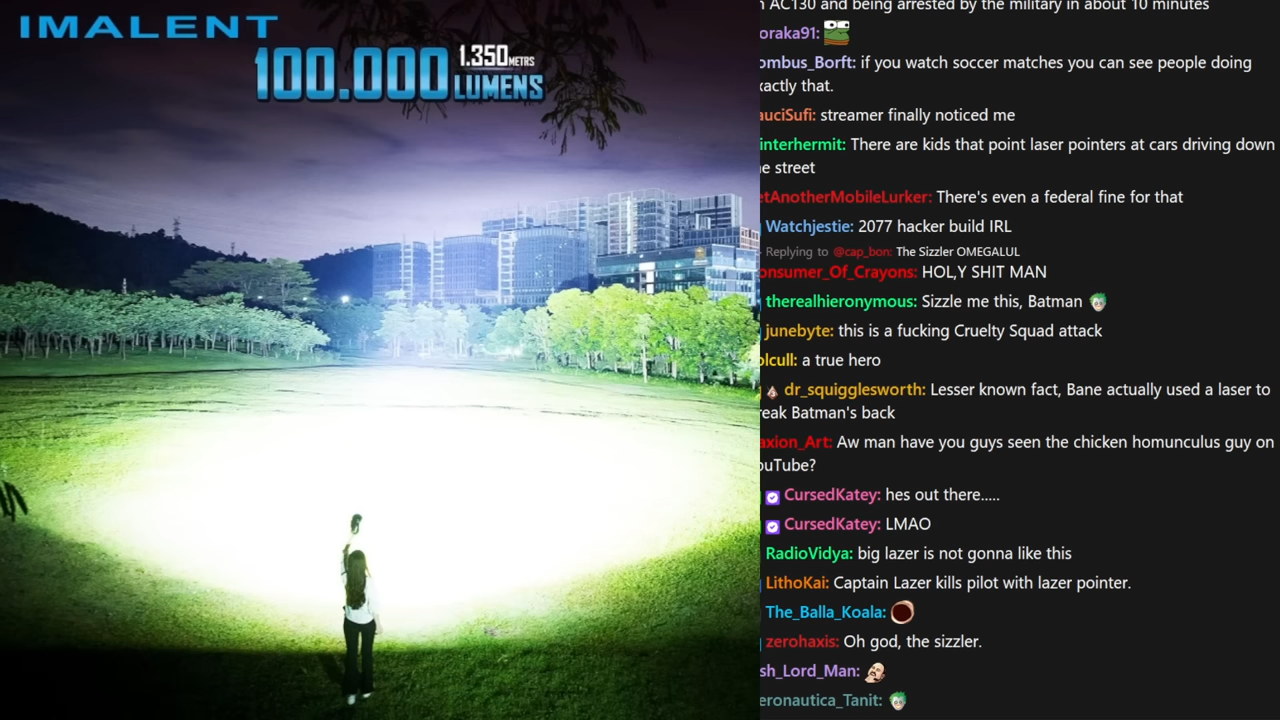 IMALENT
100.000 LUMENS
1.350 METRS
AC130 and being arrested by the military in about 10 minutes
oraka91:
ombus_Borft: if you watch soccer matches you can see people doing
xactly that.
auciSufi: streamer finally noticed me
interhermit: There are kids that point laser pointers at cars driving down
e street
etAnotherMobileLurker: There's even a federal fine for that
Watchjestie: 2077 hacker build IRL
Replying to @cap_bon: The Sizzler OMEGALUL
onsumer_Of_Crayons: HOL,Y SHIT MAN
therealhieronymous: Sizzle me this, Batman
junebyte: this is a fucking Cruelty Squad attack
olcull: a true hero
dr_squigglesworth: Lesser known fact, Bane actually used a laser to
reak Batman's back
axion_Art: Aw man have you guys seen the chicken homunculus guy on
ouTube?
CursedKatey: hes out there.....
CursedKatey: LMAO
RadioVidya: big lazer is not gonna like this
LithoKai: Captain Lazer kills pilot with lazer pointer.
The_Balla_Koala:
zerohaxis: Oh god, the sizzler.
sh_Lord_Man:
eronautica_Tanit: